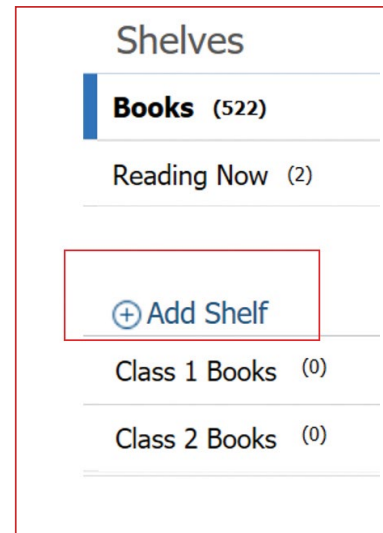 Shelves
Books (522)
Reading Now (2)
Add Shelf
Class 1 Books (0)
Class 2 Books (0)